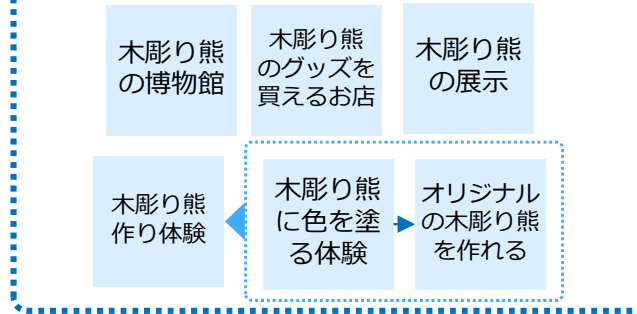 木彫り熊
の博物館
木彫り熊
のグッズを
買えるお店
木彫り熊
の展示
木彫り熊
作り体験
木彫り熊
に色を塗
る体験
オリジナル
の木彫り熊
を作れる